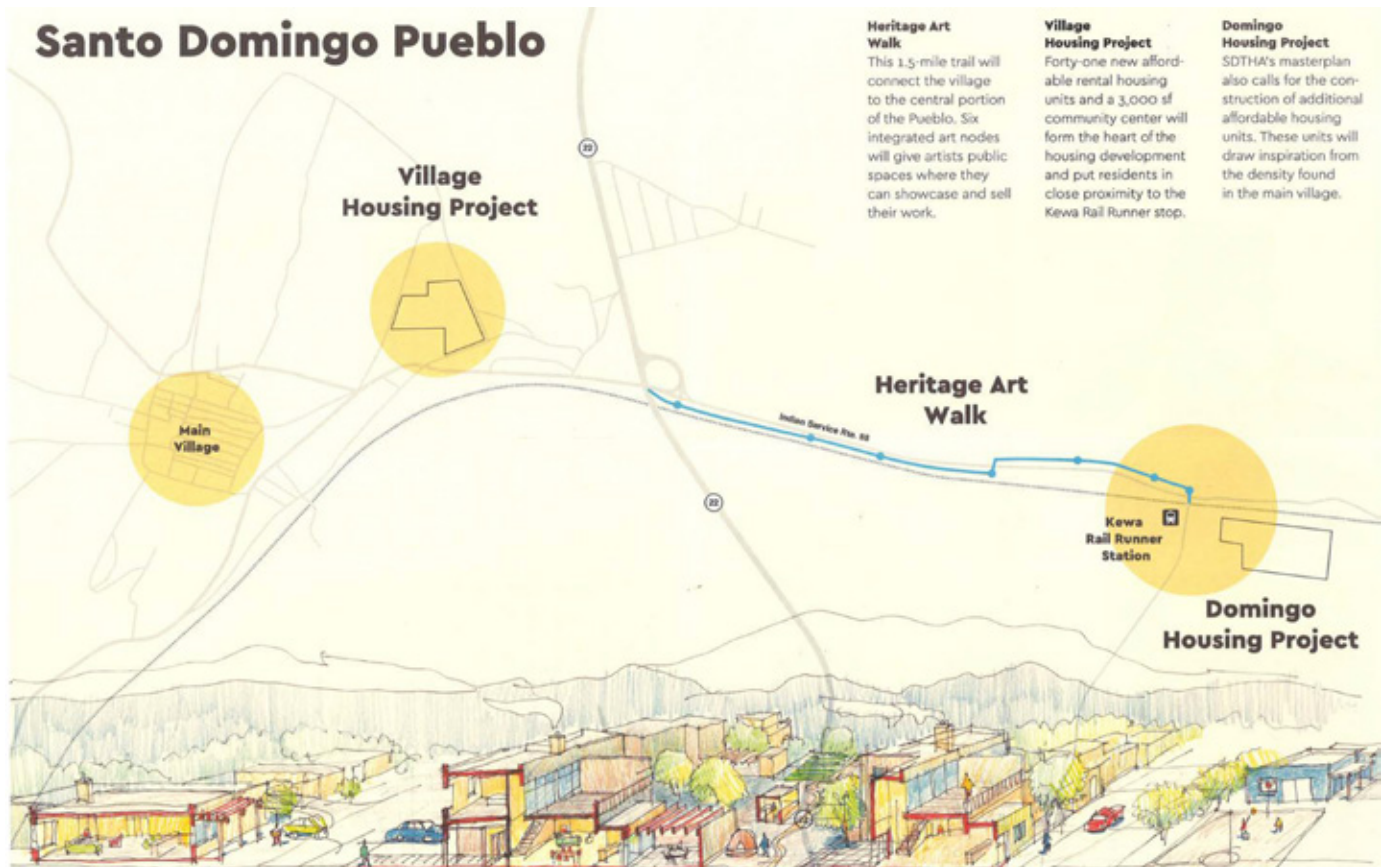 Santo Domingo Pueblo
Heritage Art
Walk
This 1.5-mile trail will
connect the village
to the central portion
of the Pueblo. Six
integrated art nodes
will give artists public
spaces where they
can showcase and sell
their work.
Village
Housing Project
Forty-one new afford-
able rental housing
units and a 3,000 sf
community center will
form the heart of the
housing development
and put residents in
close proximity to the
Kewa Rail Runner stop.
Domingo
Housing Project
SDTHA's masterplan
also calls for the con-
struction of additional
affordable housing
units. These units will
draw inspiration from
the density found
in the main village.
22
Village
Housing Project
Main
Village
Heritage Art
Walk
Indian Service Rte. 88
22
Kewa
Rail Runner
Station
Domingo
Housing Project